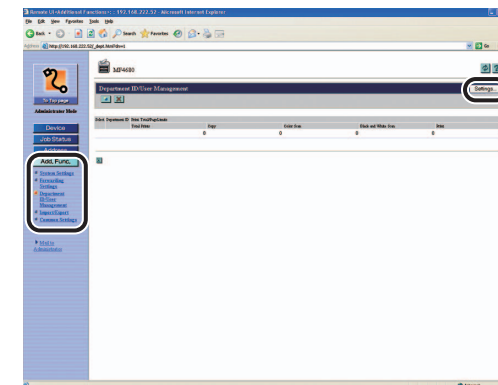 Remote UI <Additional Functions> : 192.168.222.52 - Microsoft Internet Explorer
File Edit View Favorites Tools Help
Back Search Favorites
Address http://192.168.222.52/_dept.html?div=1 Go
MF4680
To Top page
Administrator Mode
Department ID/User Management
Settings...
Device
Job Status
Add. Func.
System Settings
Forwarding Settings
Department ID/User Management
Import/Export
Custom Settings
Mail to Administrator
Select Department ID
Total Prints Copy Color Scan Black and White Scan Print
0 0 0 0